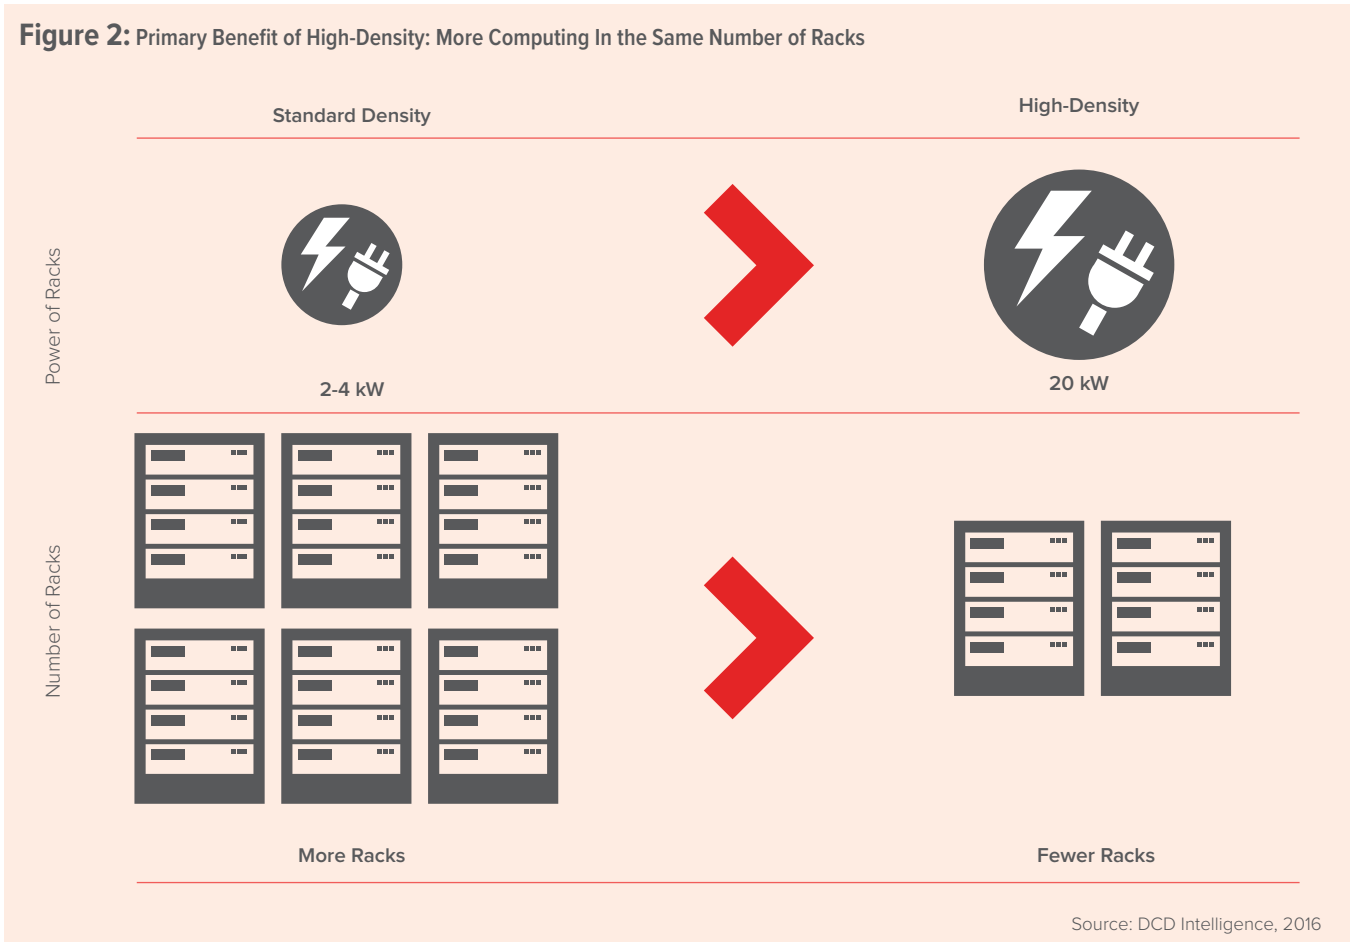 Figure 2: Primary Benefit of High-Density: More Computing In the Same Number of Racks
Standard Density
High-Density
Power of Racks
2-4 kW
20 kW
Number of Racks
More Racks
Fewer Racks
Source: DCD Intelligence, 2016